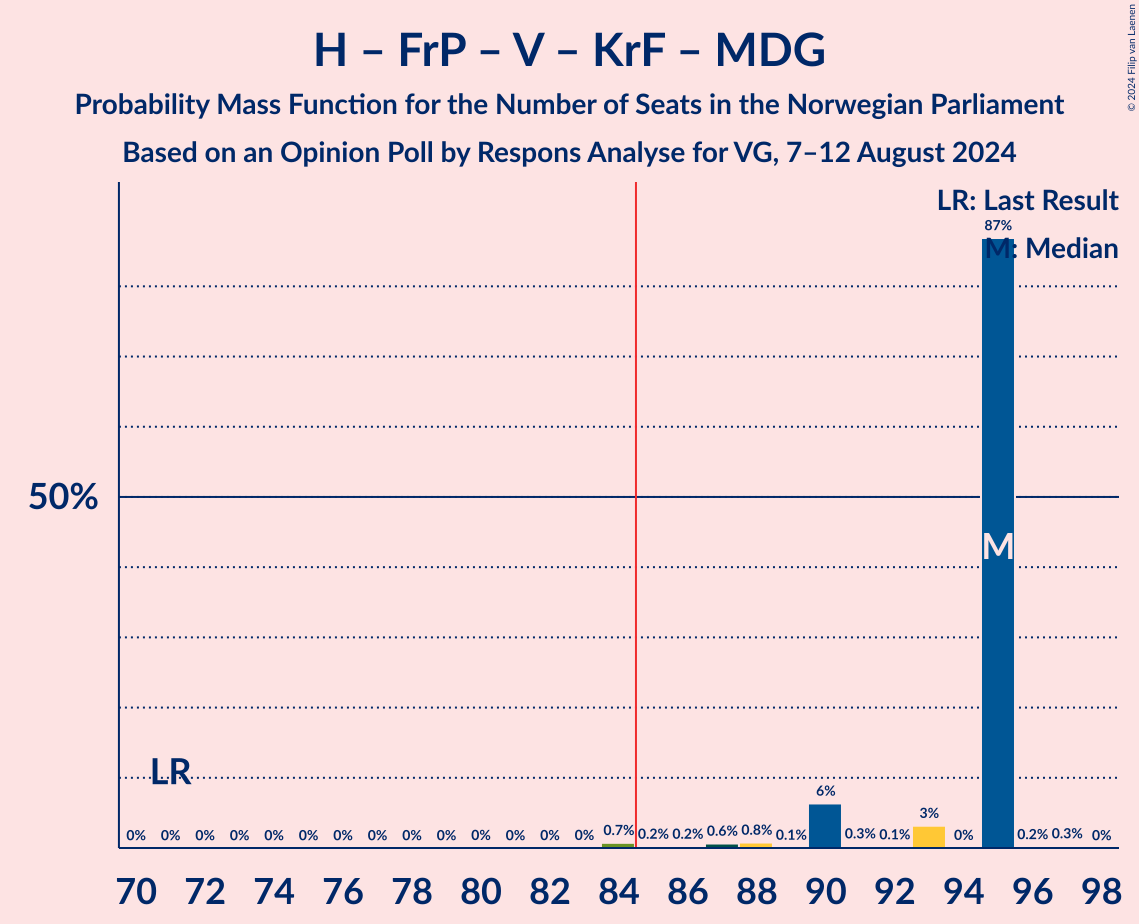 H – FrP – V – KrF – MDG
Probability Mass Function for the Number of Seats in the Norwegian Parliament
Based on an Opinion Poll by Respons Analyse for VG, 7–12 August 2024
© 2024 Filip van Laenen
LR: Last Result
M: Median
50%
LR
M
0% 0% 0% 0% 0% 0% 0% 0% 0% 0% 0% 0% 0% 0% 0.7% 0.2% 0.2% 0.6% 0.8% 0.1% 6% 0.3% 0.1% 3% 0% 87% 0.2% 0.3% 0%
70 72 74 76 78 80 82 84 86 88 90 92 94 96 98